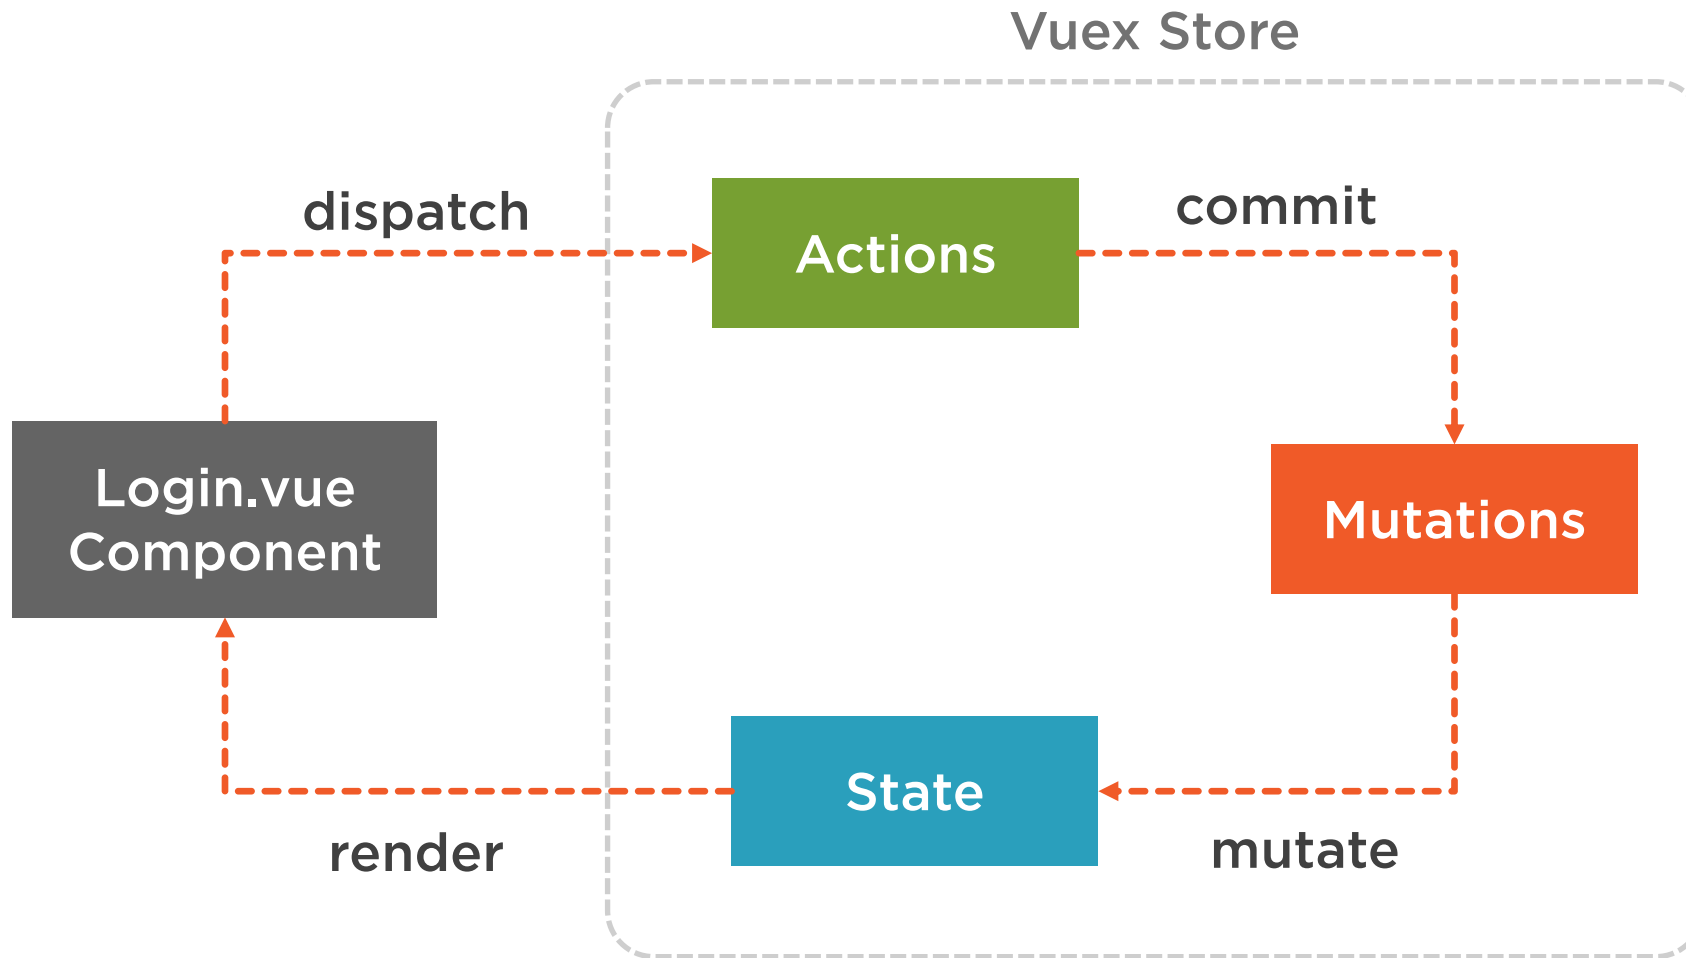 Vuex Store
dispatch
Actions
commit
Login.vue
Component
Mutations
State
render
mutate